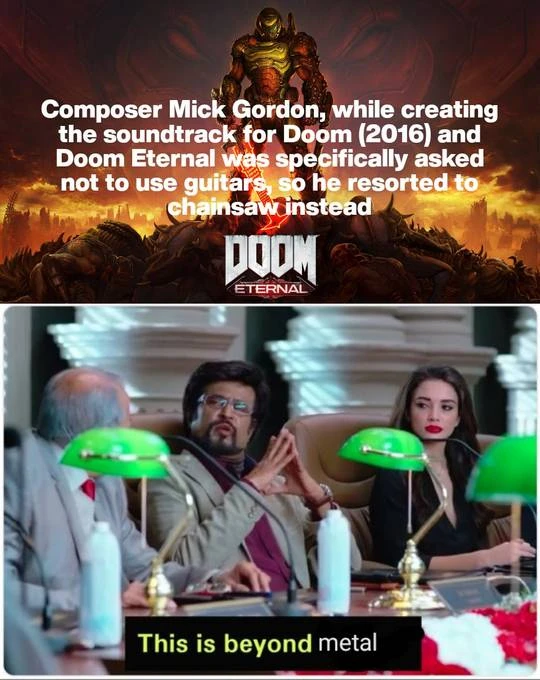 Composer Mick Gordon, while creating
the soundtrack for Doom (2016) and
Doom Eternal was specifically asked
not to use guitars, so he resorted to
chainsaw instead
DOOM
ETERNAL
This is beyond metal